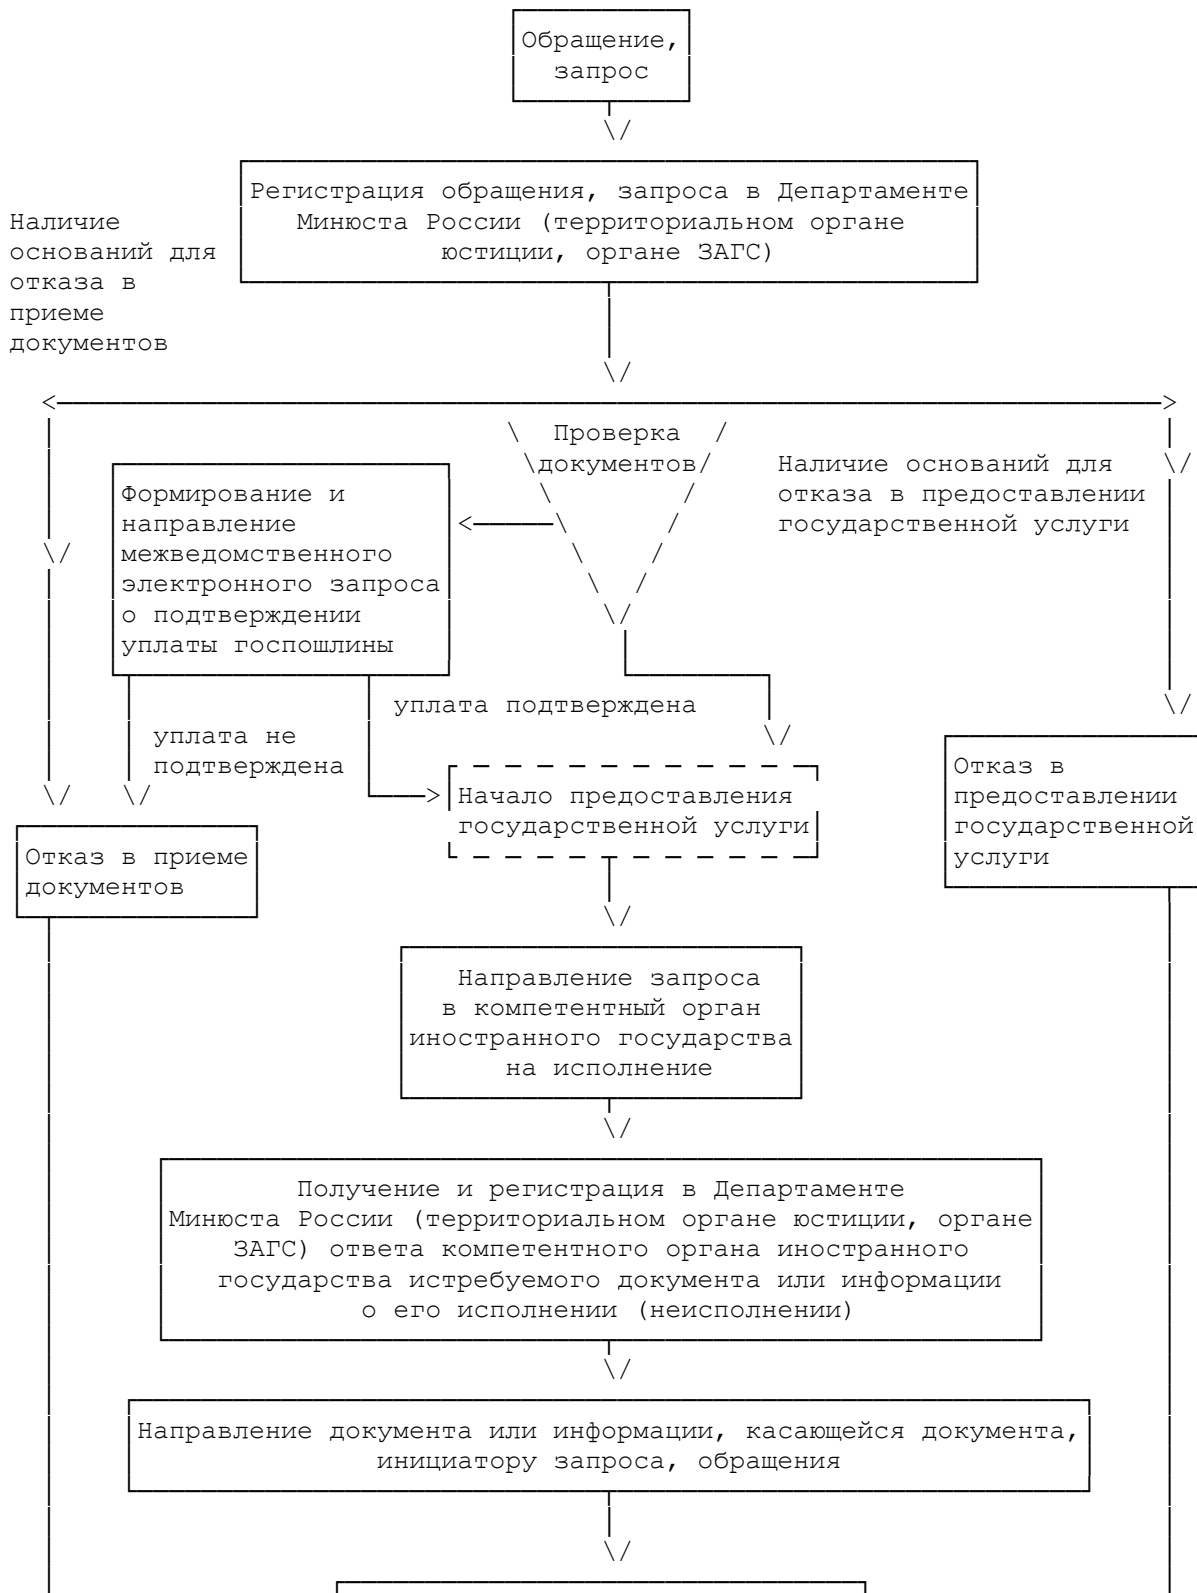 Обращение,
запрос
Регистрация обращения, запроса в Департаменте
Минюста России (территориальном органе
юстиции, органе ЗАГС)
Наличие
оснований для
отказа в
приеме
документов
Проверка
документов
Наличие оснований для
отказа в предоставлении
государственной услуги
Формирование и
направление
межведомственного
электронного запроса
о подтверждении
уплаты госпошлины
уплата подтверждена
уплата не
подтверждена
Начало предоставления
государственной услуги
Отказ в
предоставлении
государственной
услуги
Отказ в приеме
документов
Направление запроса
в компетентный орган
иностранного государства
на исполнение
Получение и регистрация в Департаменте
Минюста России (территориальном органе юстиции, органе
ЗАГС) ответа компетентного органа иностранного
государства истребуемого документа или информации
о его исполнении (неисполнении)
Направление документа или информации, касающейся документа,
инициатору запроса, обращения